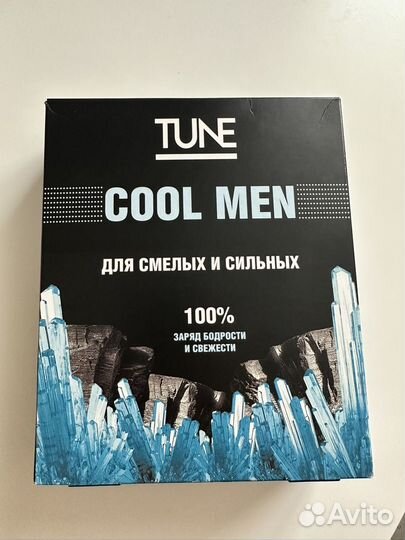 TUNE
COOL MEN
ДЛЯ СМЕЛЫХ И СИЛЬНЫХ
100%
ЗАРЯД БОДРОСТИ
И СВЕЖЕСТИ
Avito